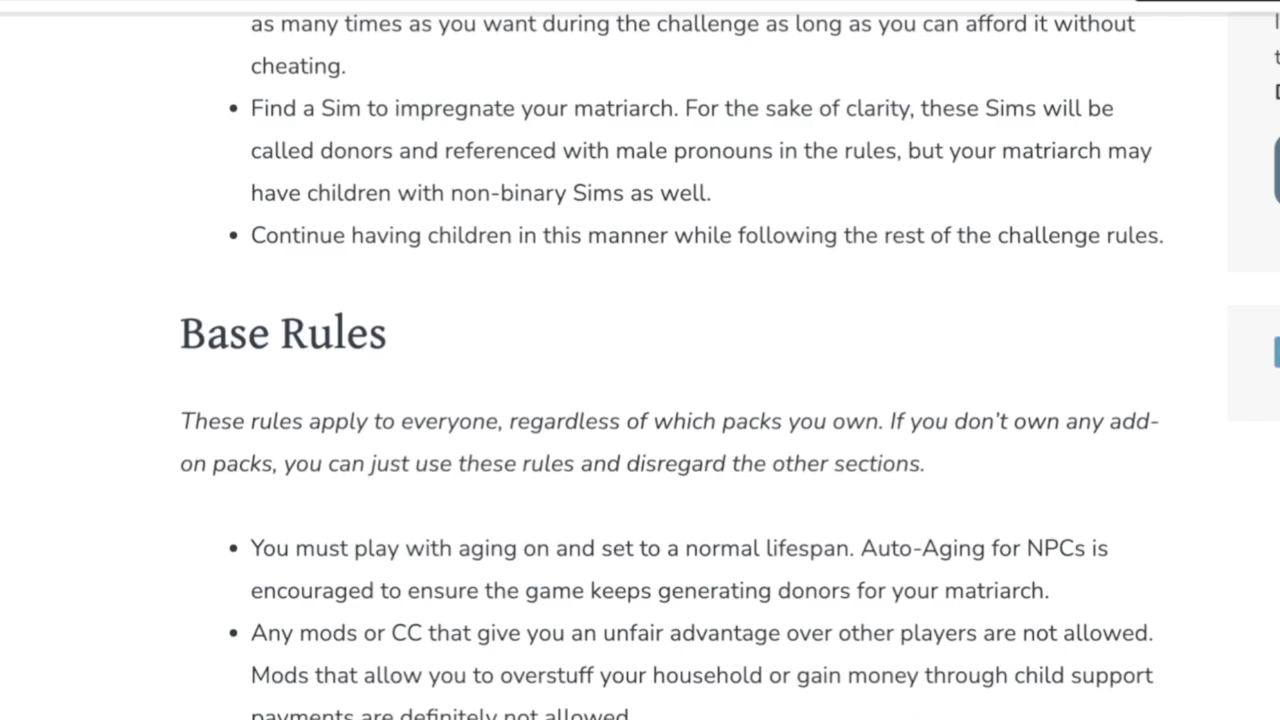 as many times as you want during the challenge as long as you can afford it without
cheating.
• Find a Sim to impregnate your matriarch. For the sake of clarity, these Sims will be
called donors and referenced with male pronouns in the rules, but your matriarch may
have children with non-binary Sims as well.
• Continue having children in this manner while following the rest of the challenge rules.
Base Rules
These rules apply to everyone, regardless of which packs you own. If you don't own any add-
on packs, you can just use these rules and disregard the other sections.
• You must play with aging on and set to a normal lifespan. Auto-Aging for NPCs is
encouraged to ensure the game keeps generating donors for your matriarch.
• Any mods or CC that give you an unfair advantage over other players are not allowed.
Mods that allow you to overstuff your household or gain money through child support
payments are definitely not allowed.